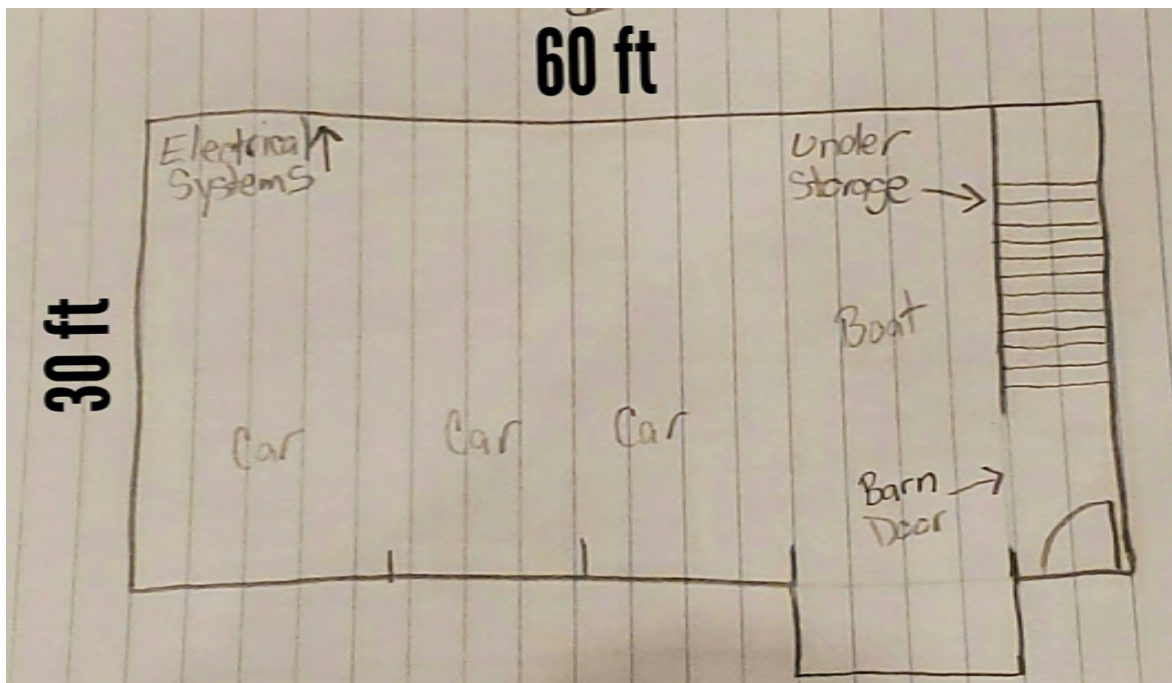 60 ft
Electrical
Systems
Under
Storage
30 ft
Boat
Car
Car
Car
Barn
Door